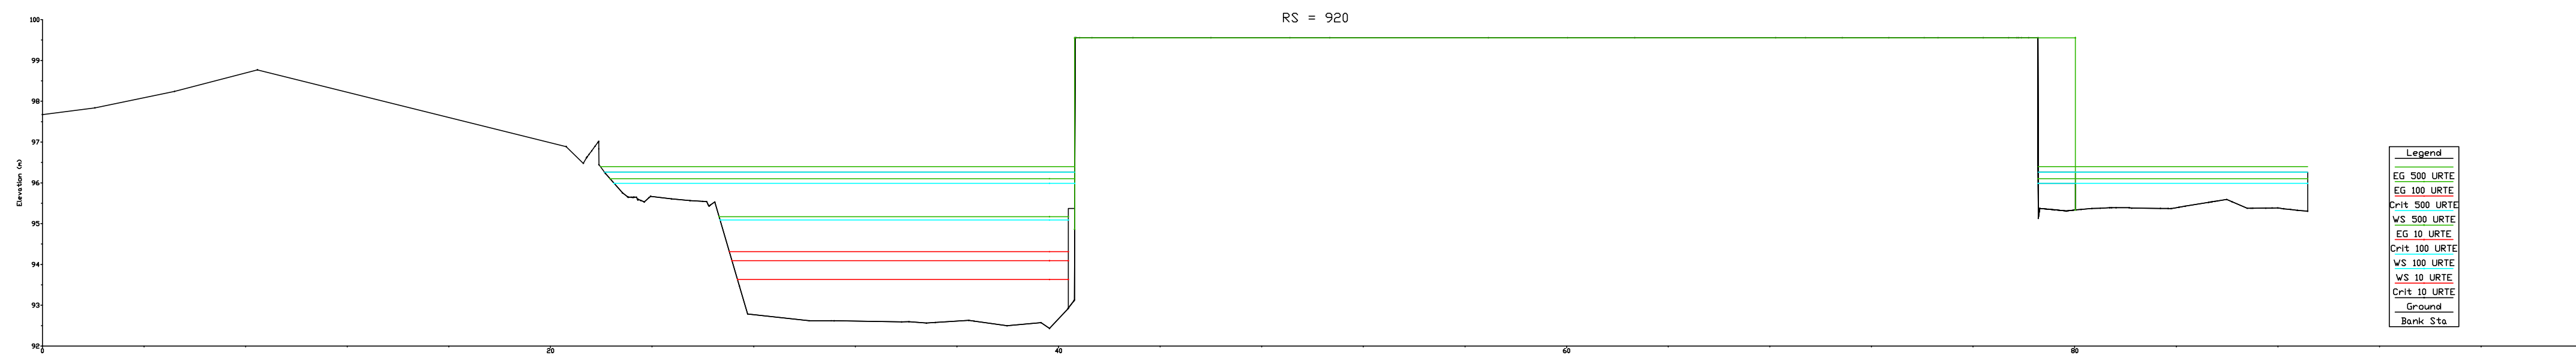 RS = 920
100
99
98
97
96
95
94
93
92
Elevation (m)
0
20
40
60
80
Legend
EG 500 URTE
EG 100 URTE
Crit 500 URTE
WS 500 URTE
EG 10 URTE
Crit 100 URTE
WS 100 URTE
WS 10 URTE
Crit 10 URTE
Ground
Bank Sta